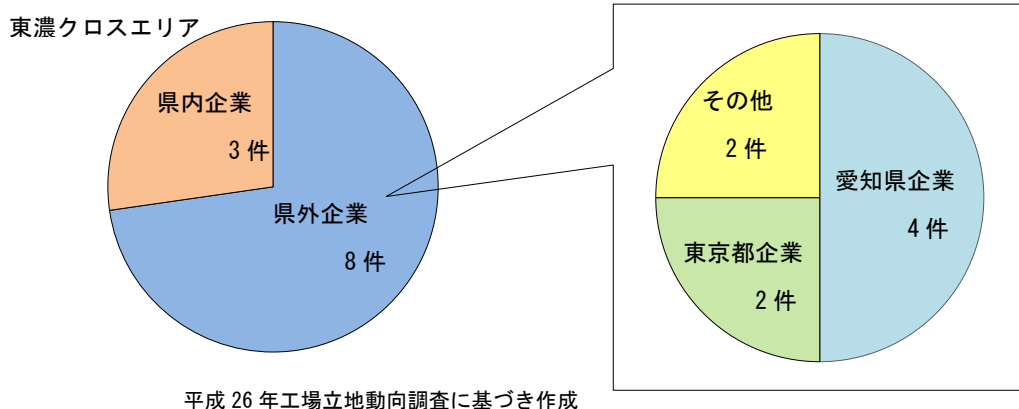 東濃クロスエリア
県内企業
3 件
県外企業
8 件
その他
2 件
愛知県企業
4 件
東京都企業
2 件
平成 26 年工場立地動向調査に基づき作成